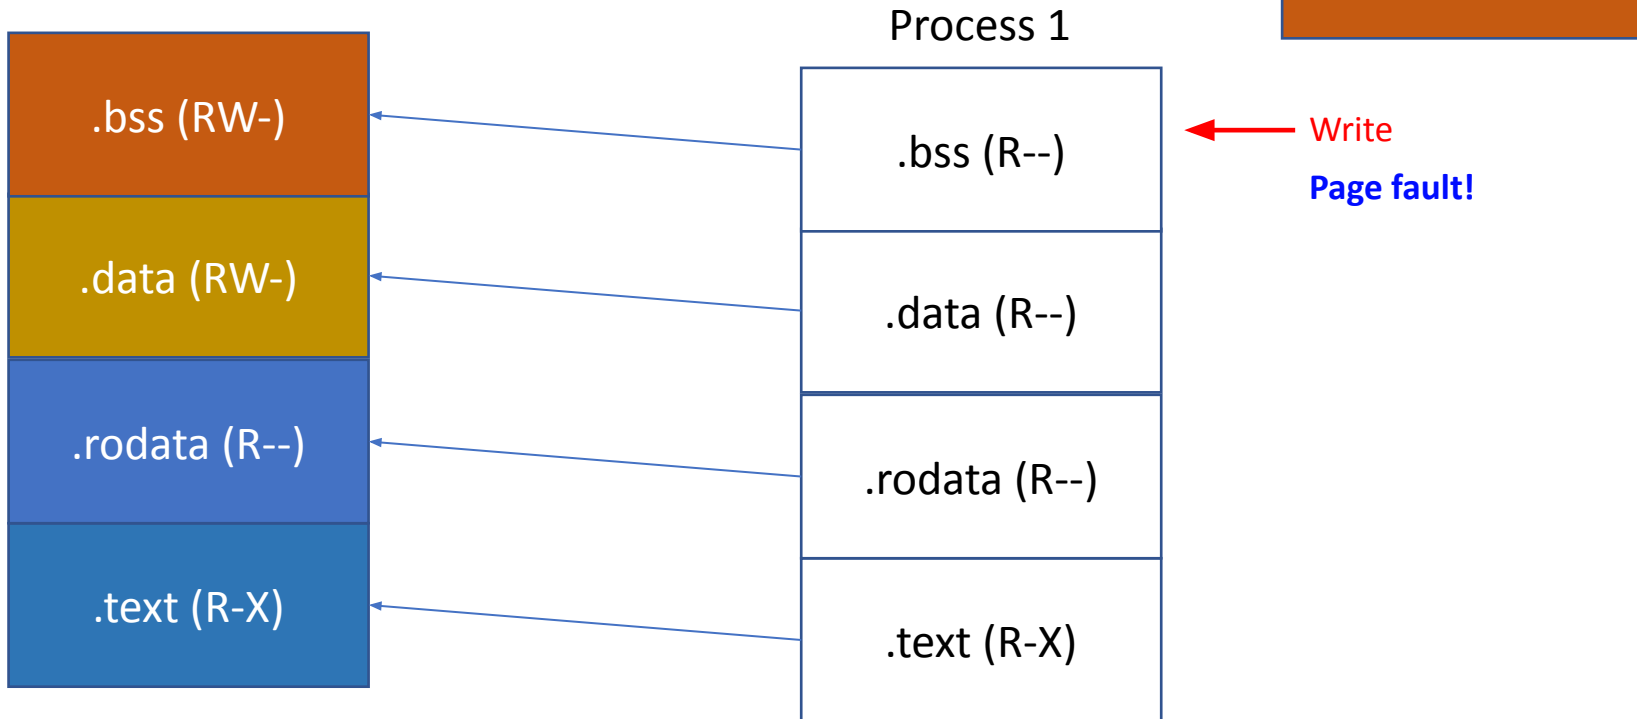 Process 1
.bss (RW-)
.data (RW-)
.rodata (R--)
.text (R-X)
.bss (R--)
.data (R--)
.rodata (R--)
.text (R-X)
Write
Page fault!